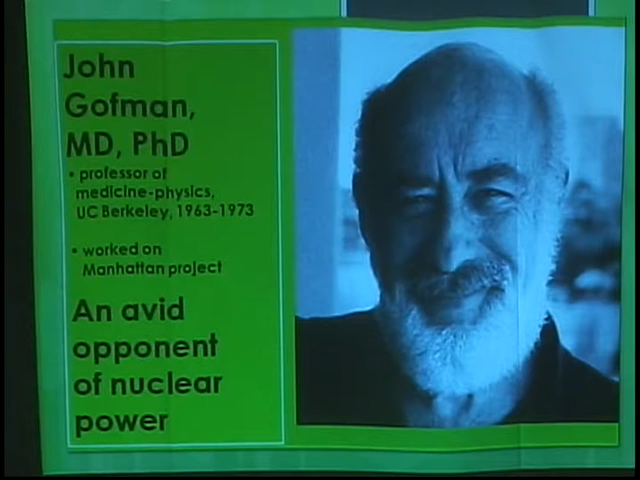 John
Gofman,
MD, PhD
• professor of
medicine-physics,
UC Berkeley, 1963-1973
• worked on
Manhattan project
An avid
opponent
of nuclear
power